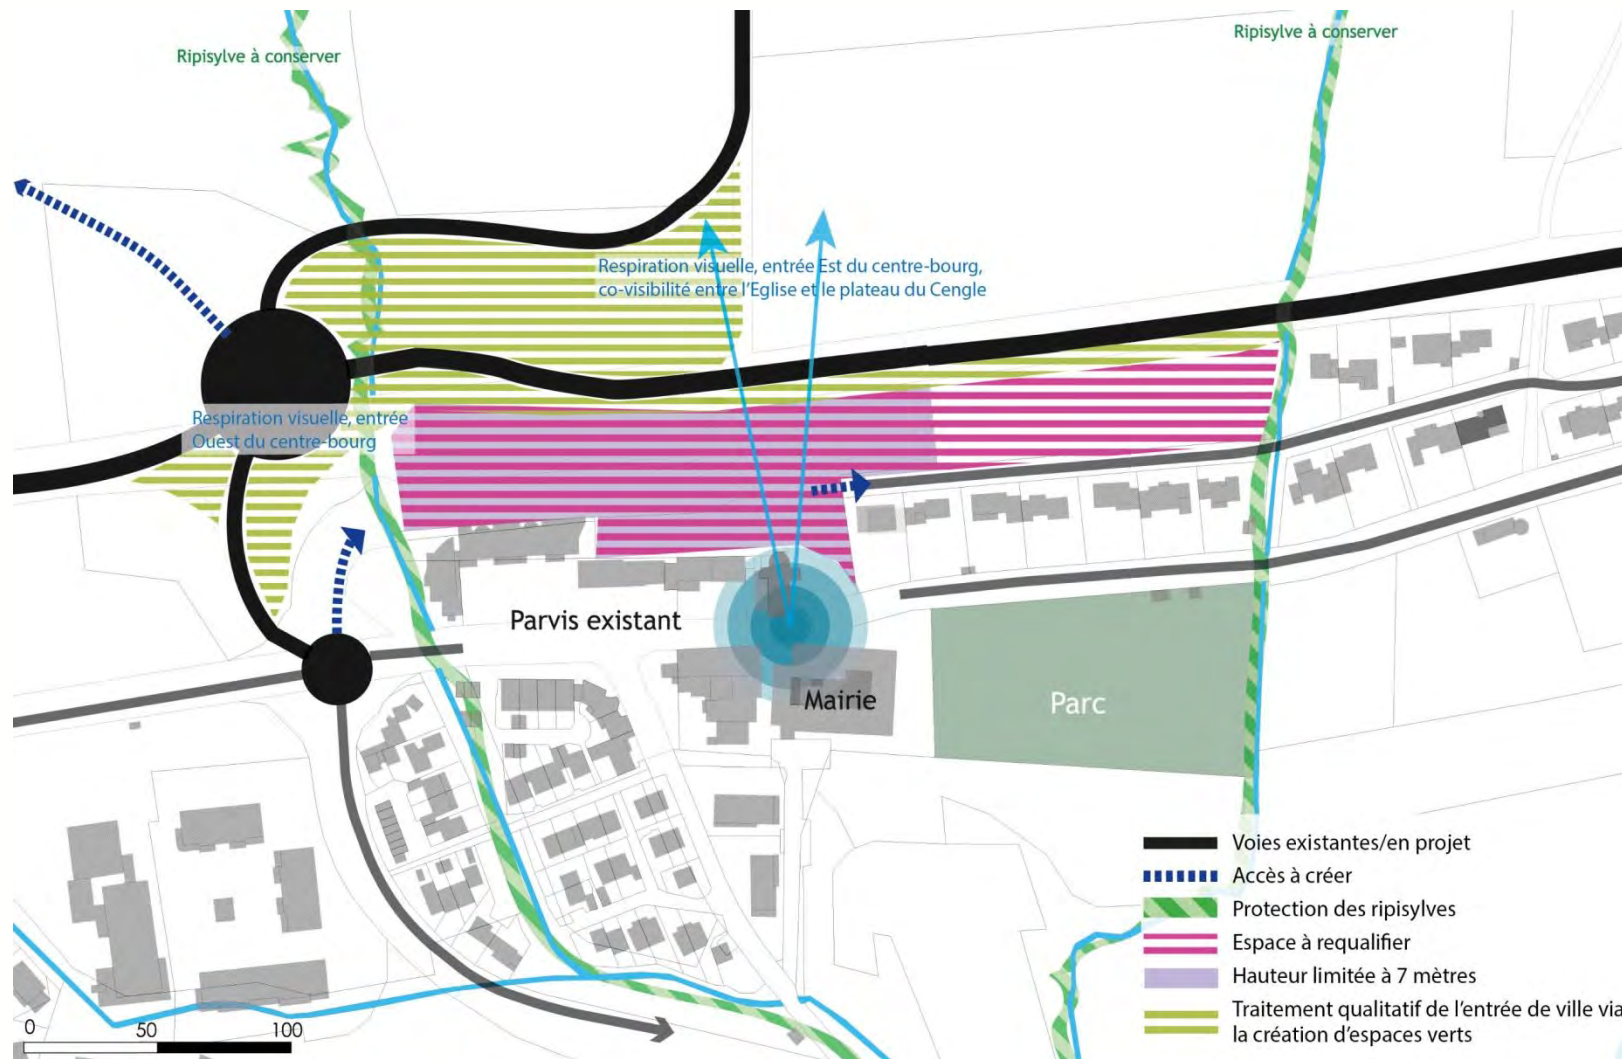 Ripisylve à conserver
Ripisylve à conserver
Respiration visuelle, entrée Est du centre-bourg,
co-visibilité entre l'Eglise et le plateau du Cengle
Respiration visuelle, entrée
Ouest du centre-bourg
Parvis existant
Mairie
Parc
Voies existantes/en projet
Accès à créer
Protection des ripisylves
Espace à requalifier
Hauteur limitée à 7 mètres
Traitement qualitatif de l'entrée de ville via
la création d'espaces verts
0 50 100